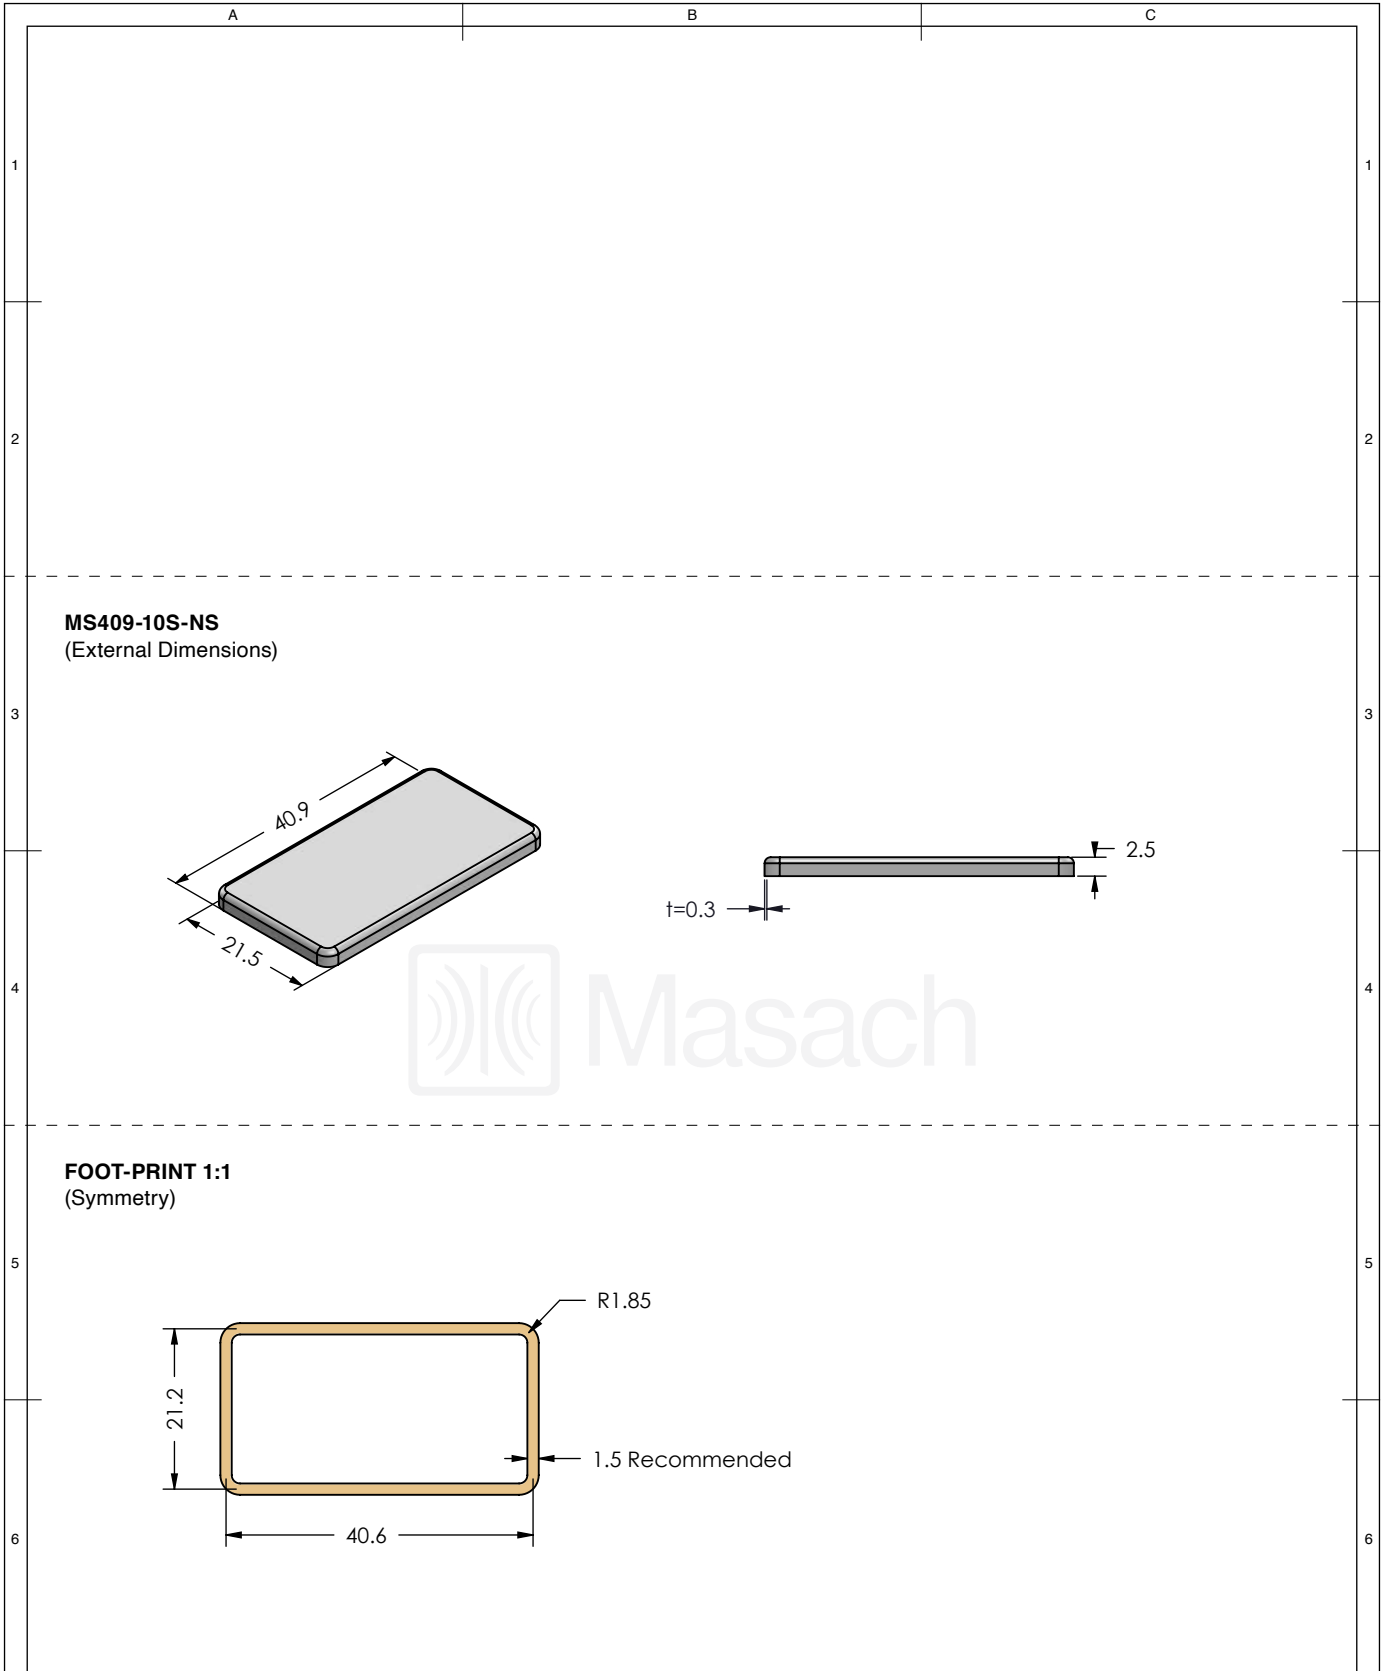 A B C
1 1
2 2
MS409-10S-NS
(External Dimensions)
3 3
40.9
21.5
2.5
t=0.3
Masach
4 4
FOOT-PRINT 1:1
(Symmetry)
5 5
R1.85
21.2
1.5 Recommended
40.6
6 6